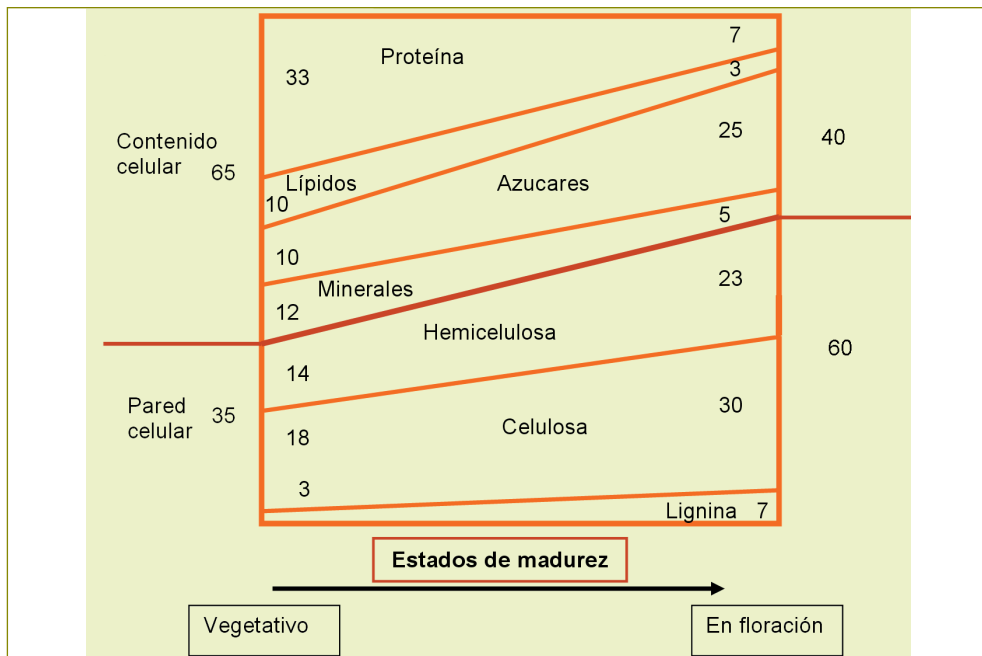 Proteína
7
3
33
25
Contenido
celular 65
40
Lípidos
Azucares
10
5
10
23
Minerales
12
Hemicelulosa
60
14
Pared
celular 35
30
Celulosa
18
3
Lignina 7
Estados de madurez
Vegetativo
En floración